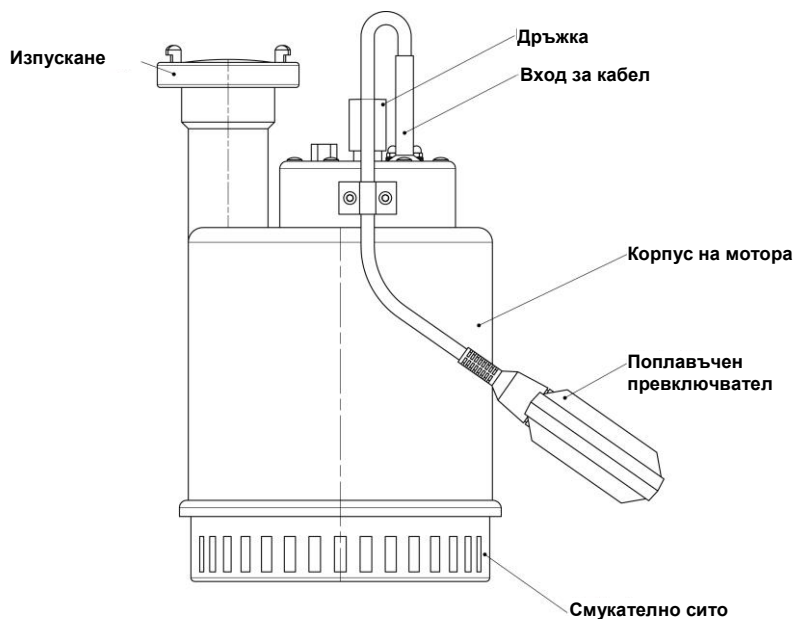 Дръжка
Изпускане
Вход за кабел
Корпус на мотора
Поплавъчен
превключвател
Смукателно сито